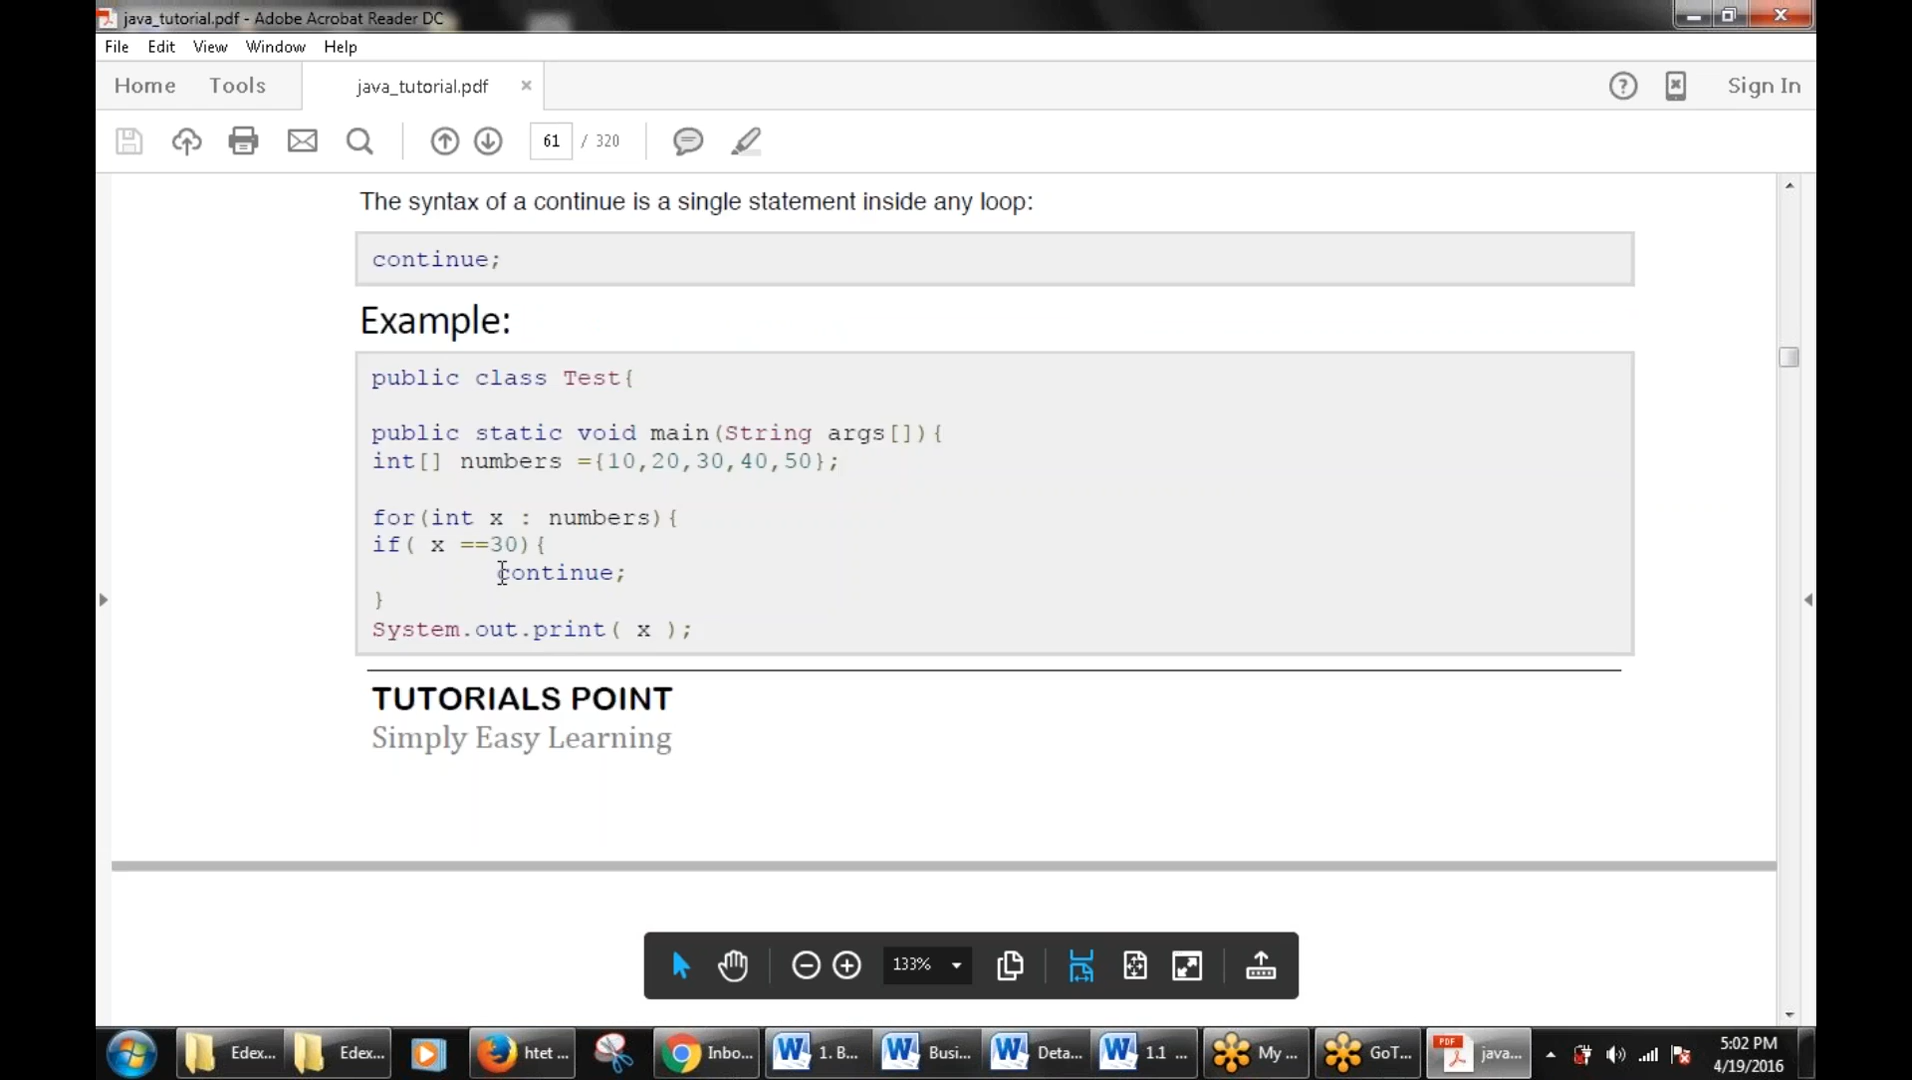 java_tutorial.pdf - Adobe Acrobat Reader DC
File Edit View Window Help
Home Tools java_tutorial.pdf × Sign In
61 / 320
The syntax of a continue is a single statement inside any loop:
continue;
Example:
public class Test{
public static void main(String args[]){
int[] numbers ={10,20,30,40,50};
for(int x : numbers){
if( x ==30){
continue;
}
System.out.print( x );
TUTORIALS POINT
Simply Easy Learning
133%
Edex... Edex... htet ... Inbo... 1. B... Busi... Deta... 1.1 ... My ... GoT... java... 5:02 PM
4/19/2016